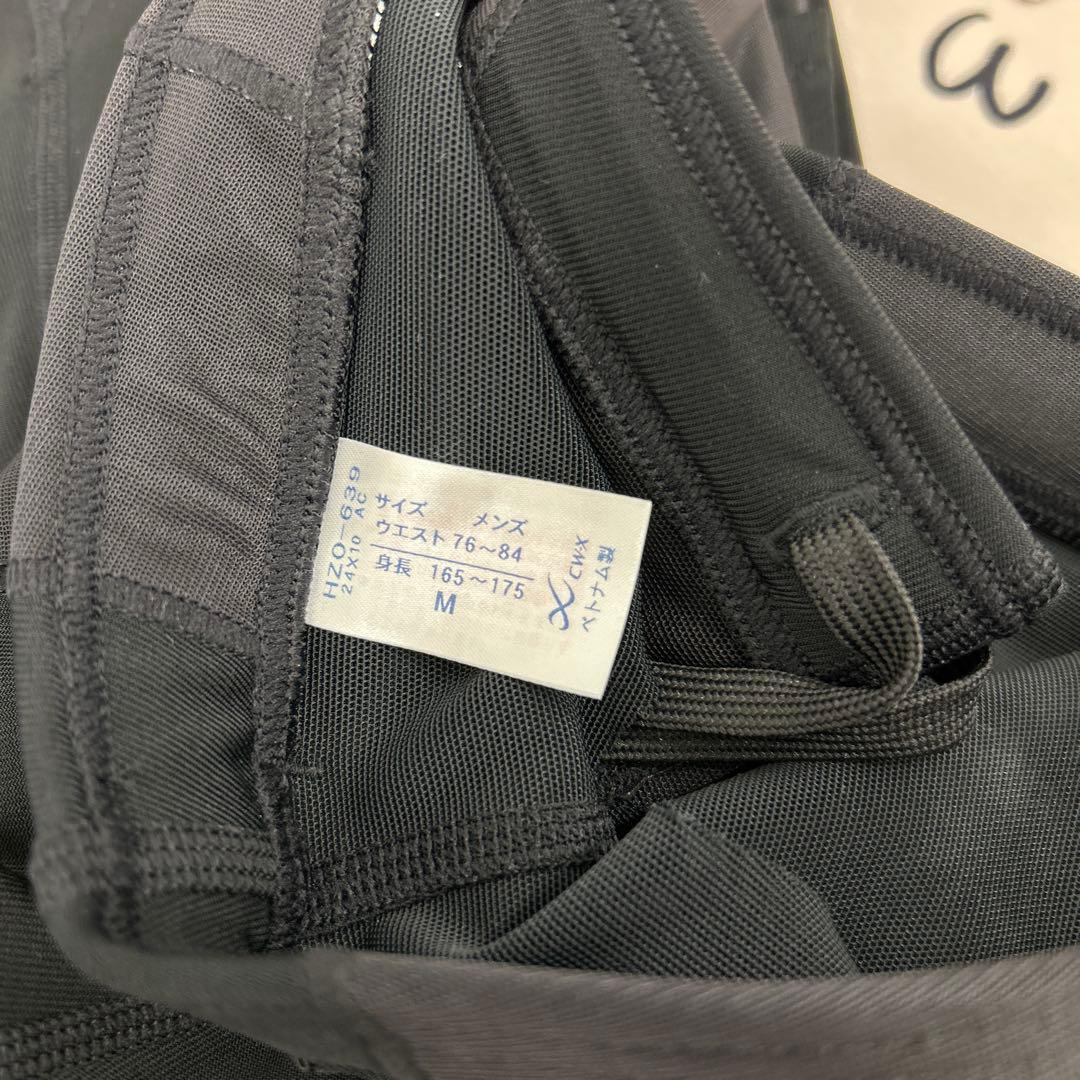 HZO-639
24X10 AC
サイズ メンズ
ウエスト 76～84
身長 165～175
M
CW-X
ベトナム製